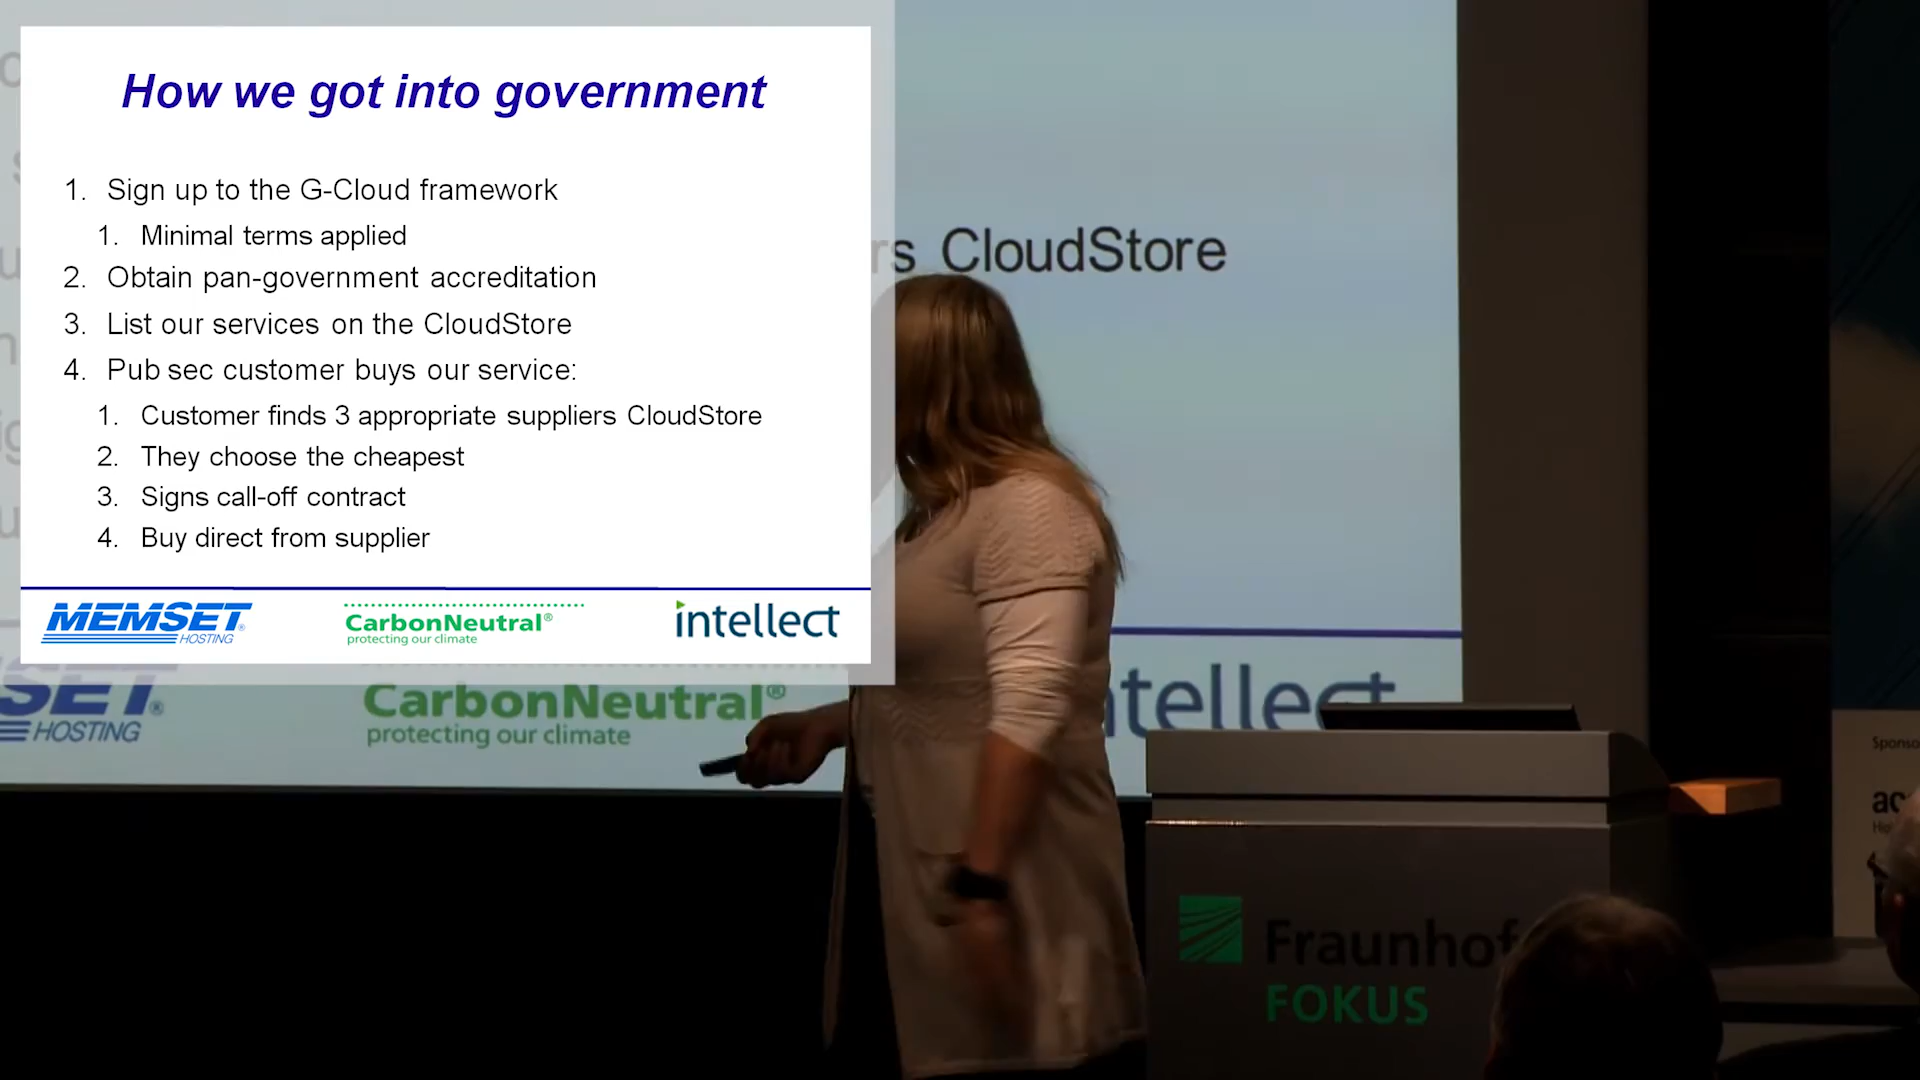 How we got into government
1. Sign up to the G-Cloud framework
1. Minimal terms applied
2. Obtain pan-government accreditation
3. List our services on the CloudStore
4. Pub sec customer buys our service:
1. Customer finds 3 appropriate suppliers CloudStore
2. They choose the cheapest
3. Signs call-off contract
4. Buy direct from supplier
MEMSET®
HOSTING
CarbonNeutral®
protecting our climate
intellect
rs CloudStore
SET®
HOSTING
CarbonNeutral®
protecting our climate
ntellect
Fraunhof
FOKUS
Sponso
ac